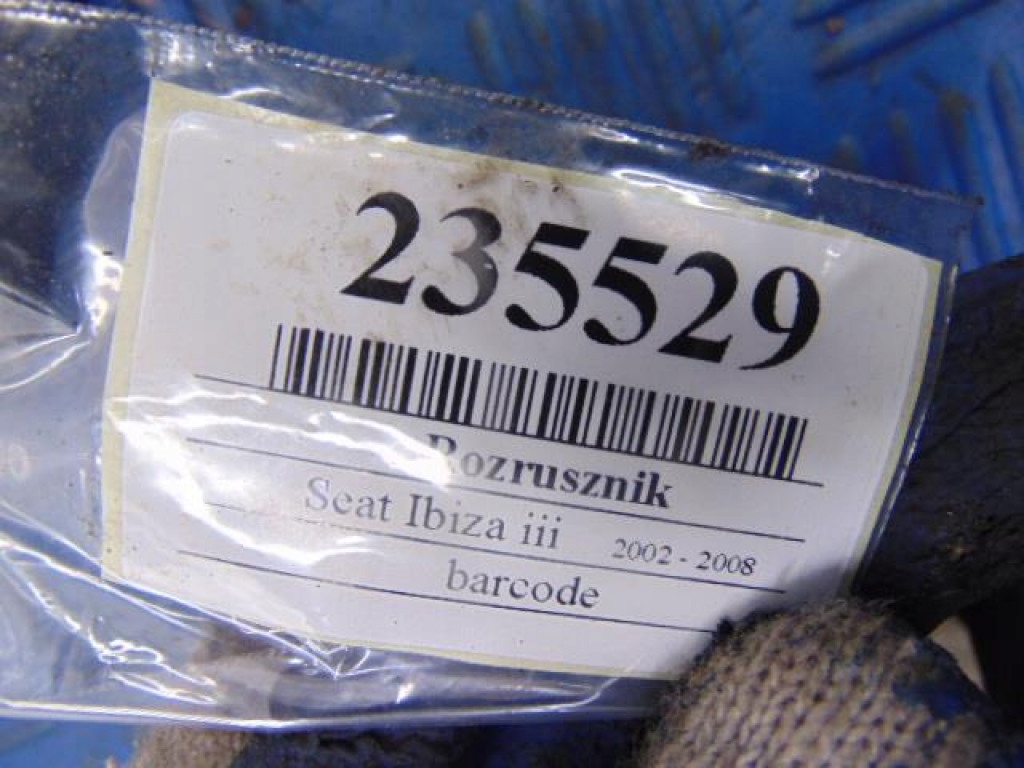 235529
Rozrusznik
Seat Ibiza iii 2002 - 2008
barcode